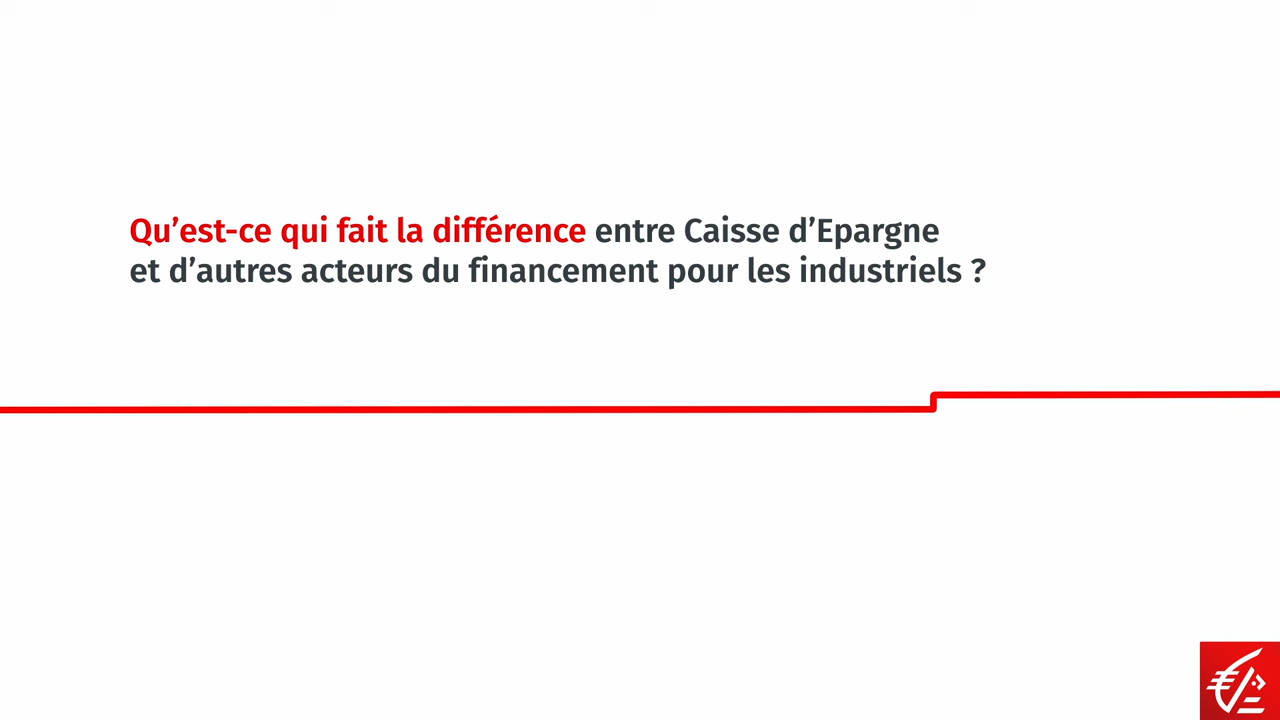 Qu’est-ce qui fait la différence entre Caisse d’Epargne
et d’autres acteurs du financement pour les industriels ?